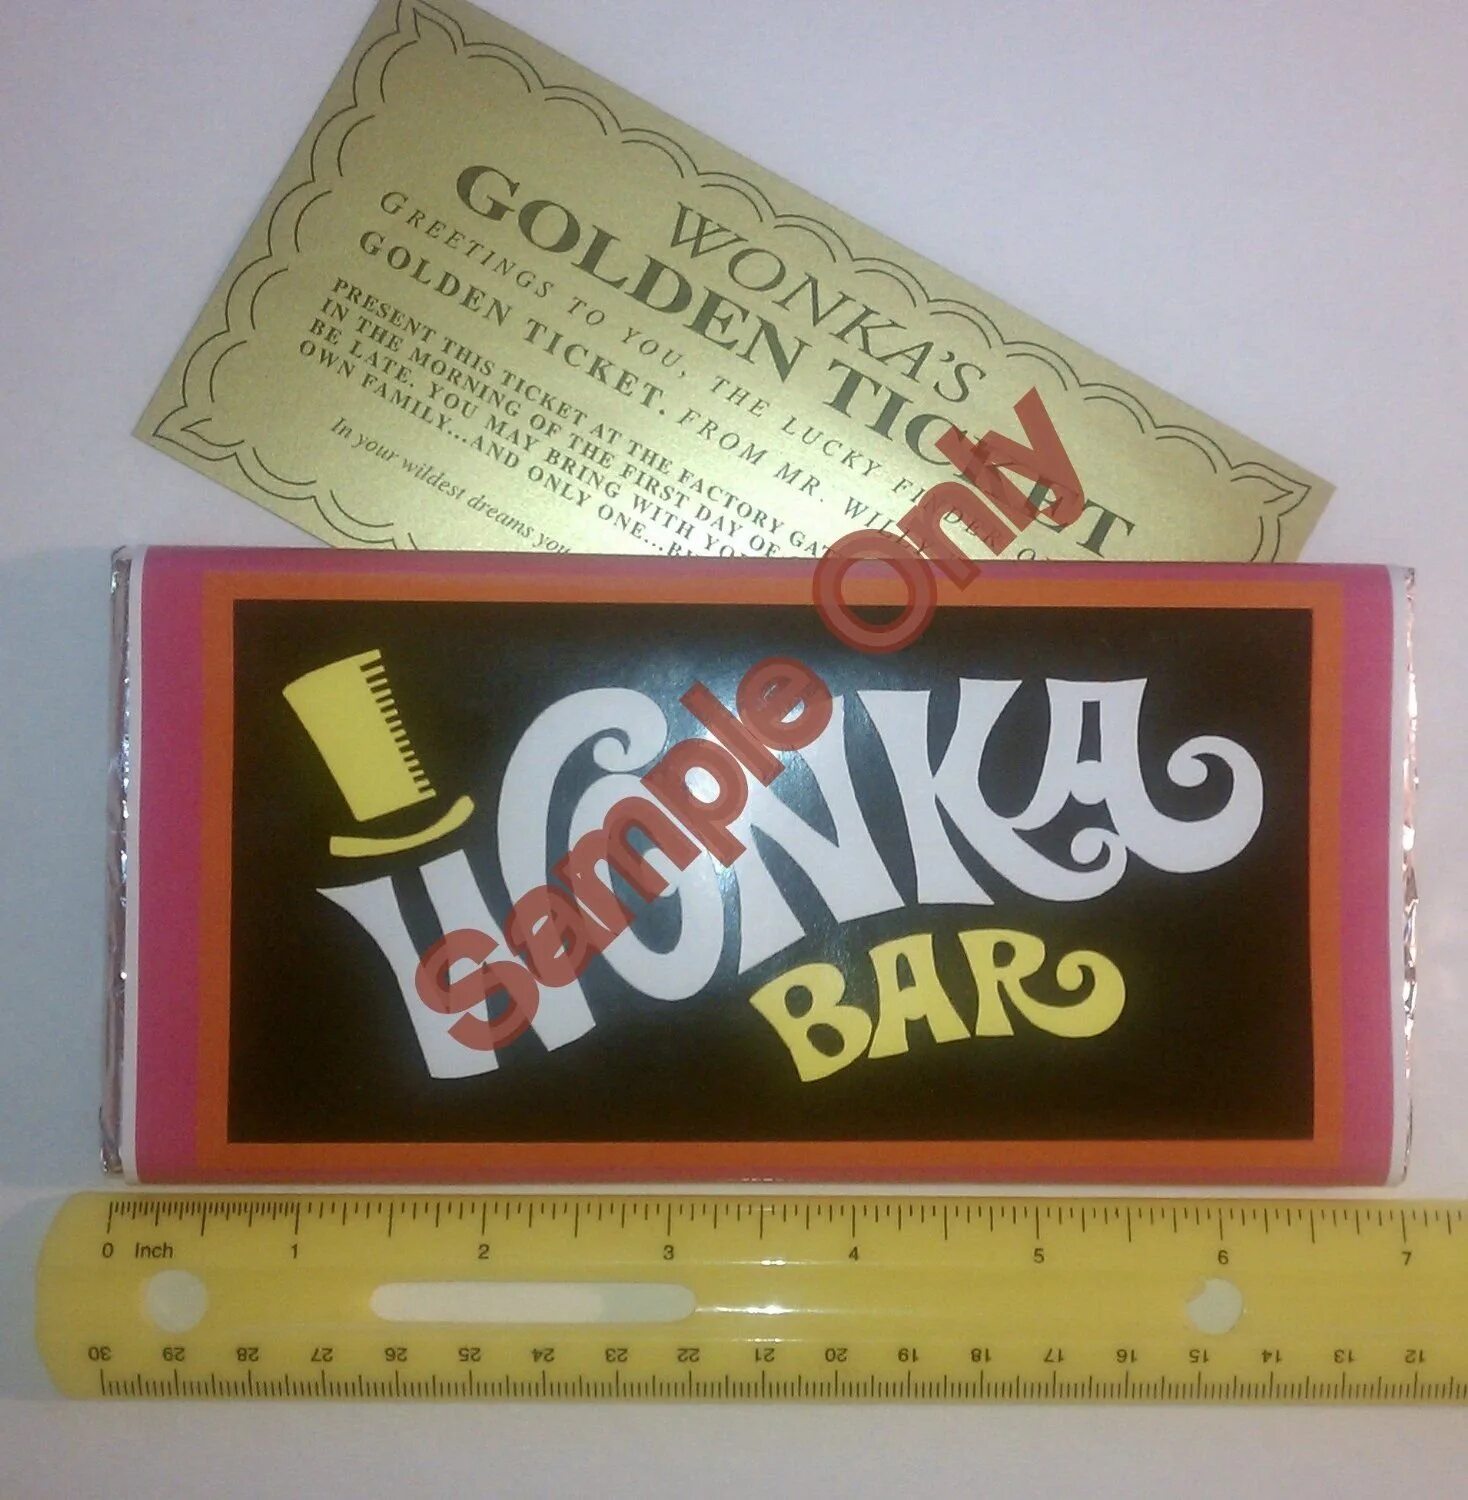 WONKA'S
GOLDEN TICKET
GREETINGS TO YOU, THE LUCKY FINDER
GOLDEN TICKET. FROM MR. WILLY
PRESENT THIS TICKET AT THE FACTORY
IN THE MORNING OF THE FIRST DAY OF
BE LATE. YOU MAY BRING WITH
OWN FAMILY...AND ONLY ONE...
In your wildest dreams you
Sample Only
WONKA
BAR
0 Inch 1 2 3 4 5 6 7
30 29 28 27 26 25 24 23 22 21 20 19 18 17 16 15 14 13 12